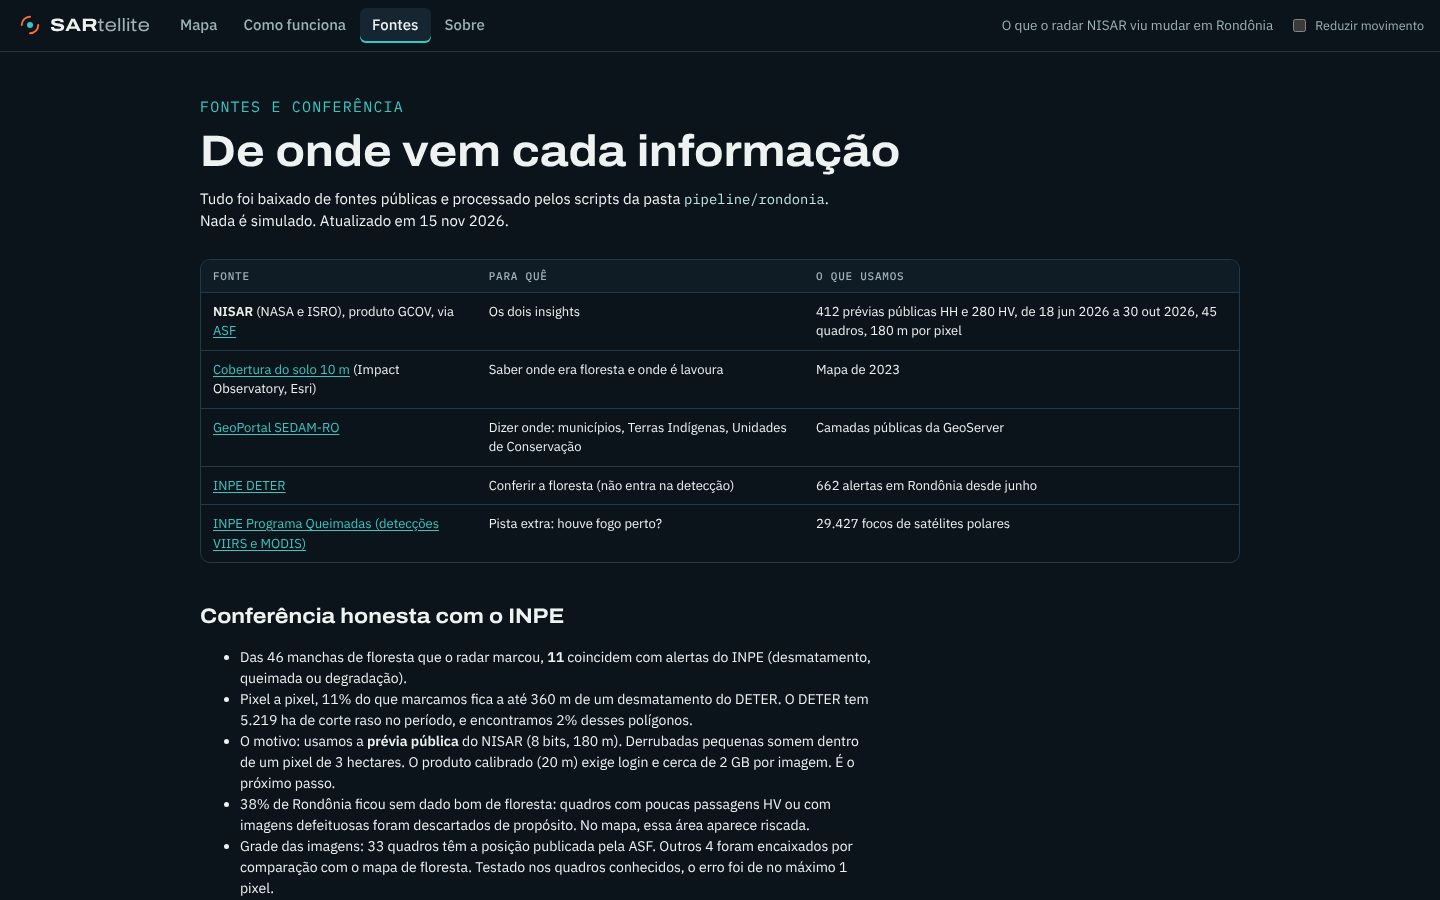 SARtellite
Mapa
Como funciona
Fontes
Sobre
O que o radar NISAR viu mudar em Rondônia
Reduzir movimento
FONTES E CONFERÊNCIA
De onde vem cada informação
Tudo foi baixado de fontes públicas e processado pelos scripts da pasta pipeline/rondonia.
Nada é simulado. Atualizado em 15 nov 2026.
FONTE
PARA QUÊ
O QUE USAMOS
NISAR (NASA e ISRO), produto GCOV, via
ASF
Os dois insights
412 prévias públicas HH e 280 HV, de 18 jun 2026 a 30 out 2026, 45
quadros, 180 m por pixel
Cobertura do solo 10 m (Impact
Observatory, Esri)
Saber onde era floresta e onde é lavoura
Mapa de 2023
GeoPortal SEDAM-RO
Dizer onde: municípios, Terras Indígenas, Unidades
de Conservação
Camadas públicas da GeoServer
INPE DETER
Conferir a floresta (não entra na detecção)
662 alertas em Rondônia desde junho
INPE Programa Queimadas (detecções
VIIRS e MODIS)
Pista extra: houve fogo perto?
29.427 focos de satélites polares
Conferência honesta com o INPE
Das 46 manchas de floresta que o radar marcou, 11 coincidem com alertas do INPE (desmatamento,
queimada ou degradação).
Pixel a pixel, 11% do que marcamos fica a até 360 m de um desmatamento do DETER. O DETER tem
5.219 ha de corte raso no período, e encontramos 2% desses polígonos.
O motivo: usamos a prévia pública do NISAR (8 bits, 180 m). Derrubadas pequenas somem dentro
de um pixel de 3 hectares. O produto calibrado (20 m) exige login e cerca de 2 GB por imagem. É o
próximo passo.
38% de Rondônia ficou sem dado bom de floresta: quadros com poucas passagens HV ou com
imagens defeituosas foram descartados de propósito. No mapa, essa área aparece riscada.
Grade das imagens: 33 quadros têm a posição publicada pela ASF. Outros 4 foram encaixados por
comparação com o mapa de floresta. Testado nos quadros conhecidos, o erro foi de no máximo 1
pixel.